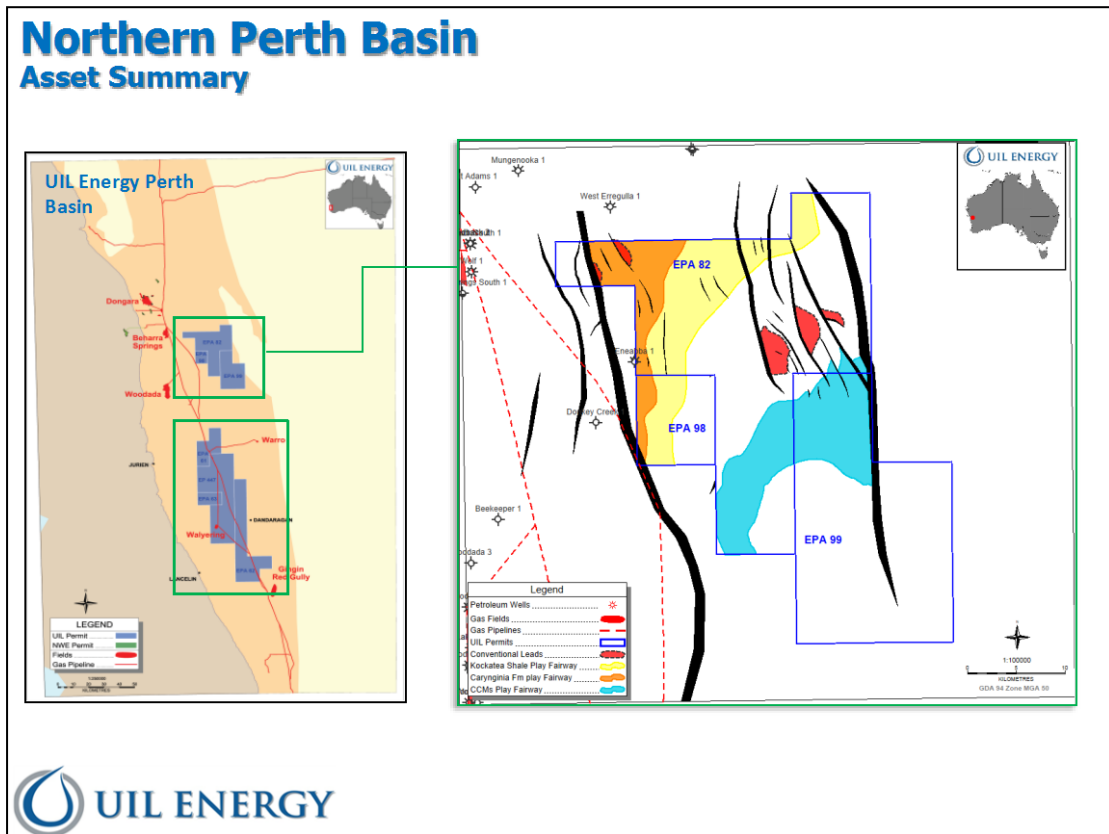 Northern Perth Basin
Asset Summary
UIL Energy Perth
Basin
UIL ENERGY
Dongara
Beharra
Springs
EPA 82
EPA 99
Woodada
Warro
JURIEN
DANDARAGAN
Walyering
LANCELIN
Gingin
Red Gully
LEGEND
UIL Permit
NWE Permit
Fields
Gas Pipeline
KILOMETRES
UIL ENERGY
Mungenooka 1
Adams 1
West Erregulla 1
South 1
EPA 82
Eneabba 1
EPA 98
Beekeeper 1
EPA 99
Legend
Petroleum Wells
Gas Fields
Gas Pipelines
UIL Permits
Conventional Leads
Kockatea Shale Play Fairway
Carynginia Fm play Fairway
CCMs Play Fairway
1:100000
0 5 10
KILOMETRES
GDA 94 Zone MGA 50
UIL ENERGY